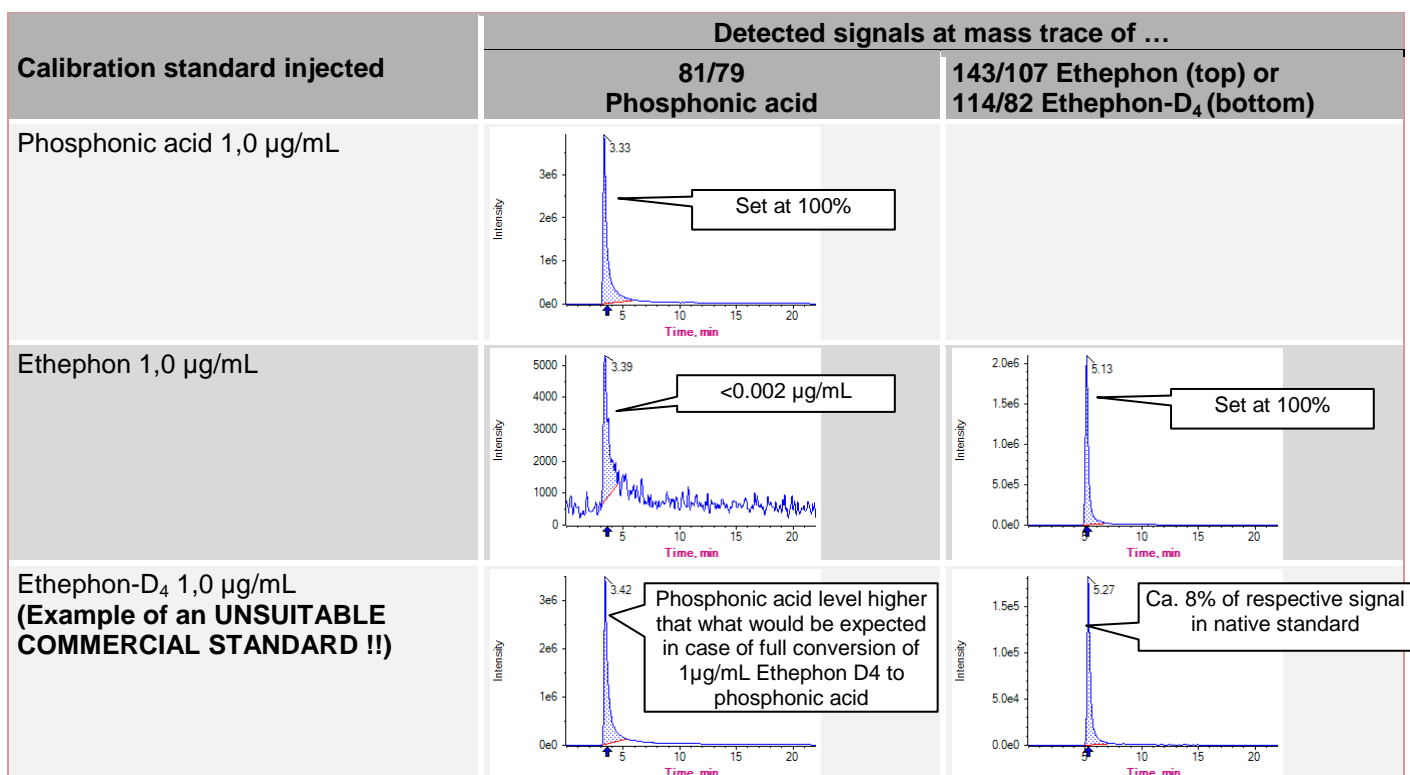 Calibration standard injected
Detected signals at mass trace of …
81/79
Phosphonic acid
143/107 Ethephon (top) or
114/82 Ethephon-D4 (bottom)
Phosphonic acid 1,0 µg/mL
3.33
Set at 100%
Intensity
3e6
2e6
1e6
0e0
5 10 15 20
Time, min
Ethephon 1,0 µg/mL
3.39
<0.002 µg/mL
Intensity
5000
4000
3000
2000
1000
0
5 10 15 20
Time, min
5.13
Set at 100%
Intensity
2.0e6
1.5e6
1.0e6
5.0e5
0.0e0
5 10 15 20
Time, min
Ethephon-D4 1,0 µg/mL
(Example of an UNSUITABLE
COMMERCIAL STANDARD !!)
3.42
Phosphonic acid level higher
that what would be expected
in case of full conversion of
1µg/mL Ethephon D4 to
phosphonic acid
Intensity
3e6
2e6
1e6
0e0
5 10 15 20
Time, min
5.27
Ca. 8% of respective signal
in native standard
Intensity
1.5e5
1.0e5
5.0e4
0.0e0
5 10 15 20
Time, min